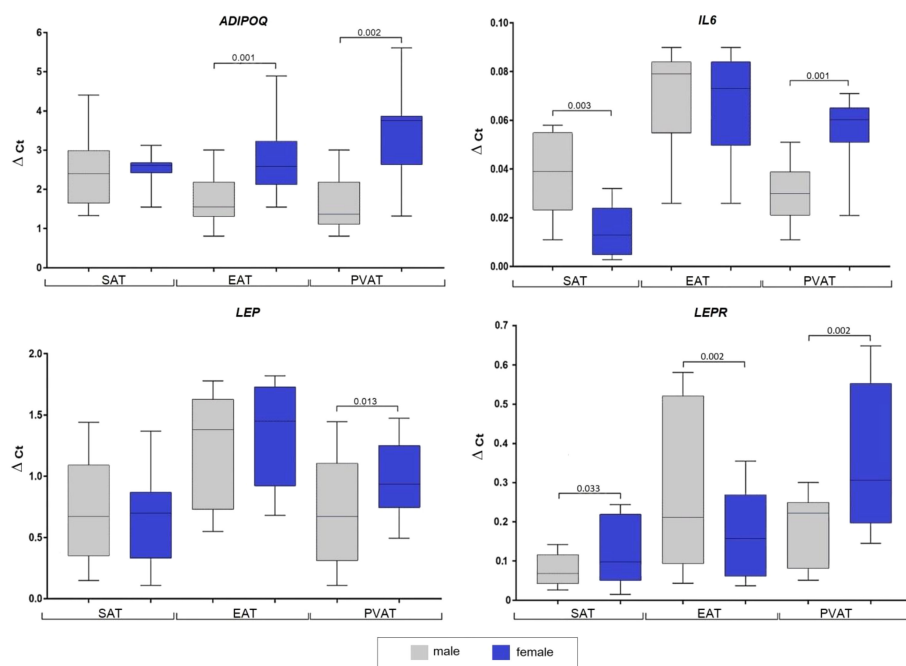 ADIPOQ
6
5
4
3
2
1
0
Δ Ct
0.001
0.002
SAT
EAT
PVAT
IL6
0.10
0.08
0.06
0.04
0.02
0.00
Δ Ct
0.003
0.001
SAT
EAT
PVAT
LEP
2.0
1.5
1.0
0.5
0.0
Δ Ct
0.013
SAT
EAT
PVAT
LEPR
0.7
0.6
0.5
0.4
0.3
0.2
0.1
0
Δ Ct
0.033
0.002
0.002
SAT
EAT
PVAT
male
female